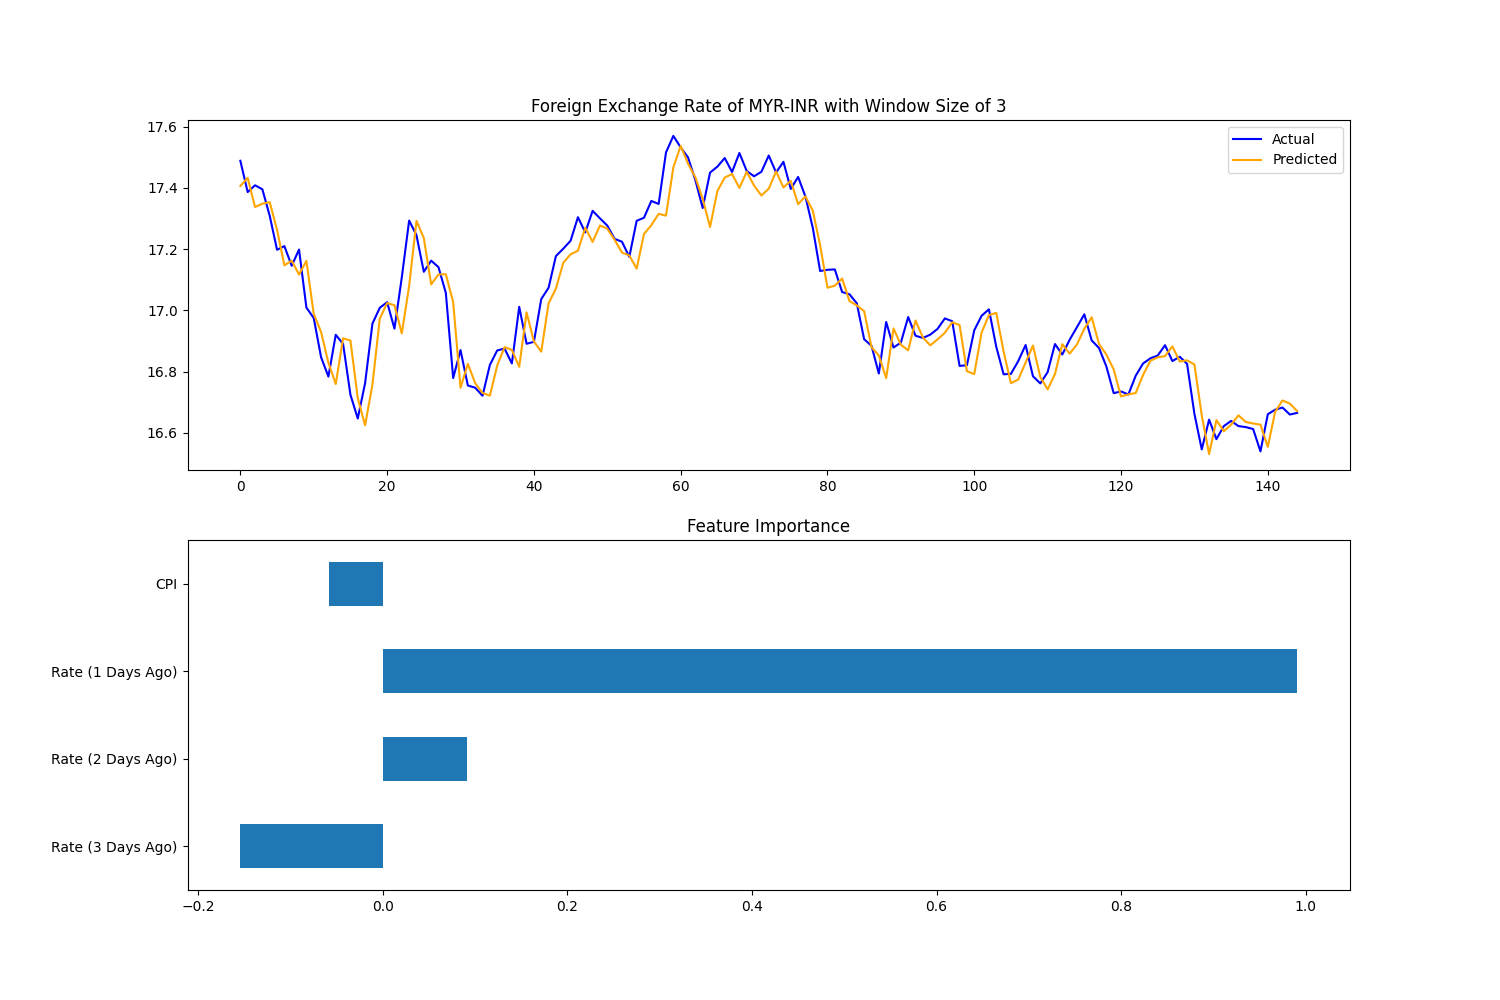 Foreign Exchange Rate of MYR-INR with Window Size of 3
17.6
17.4
17.2
17.0
16.8
16.6
Actual
Predicted
0 20 40 60 80 100 120 140
Feature Importance
CPI
Rate (1 Days Ago)
Rate (2 Days Ago)
Rate (3 Days Ago)
−0.2 0.0 0.2 0.4 0.6 0.8 1.0